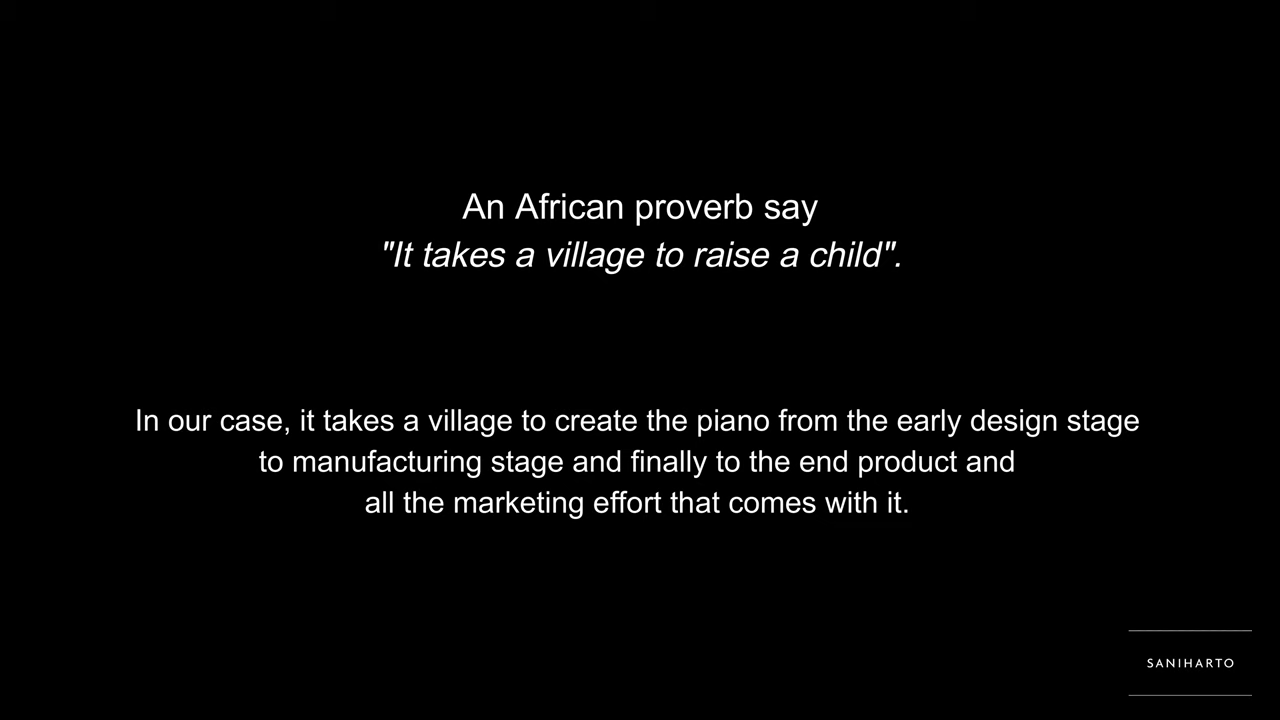 An African proverb say
"It takes a village to raise a child".
In our case, it takes a village to create the piano from the early design stage
to manufacturing stage and finally to the end product and
all the marketing effort that comes with it.
SANIHARTO